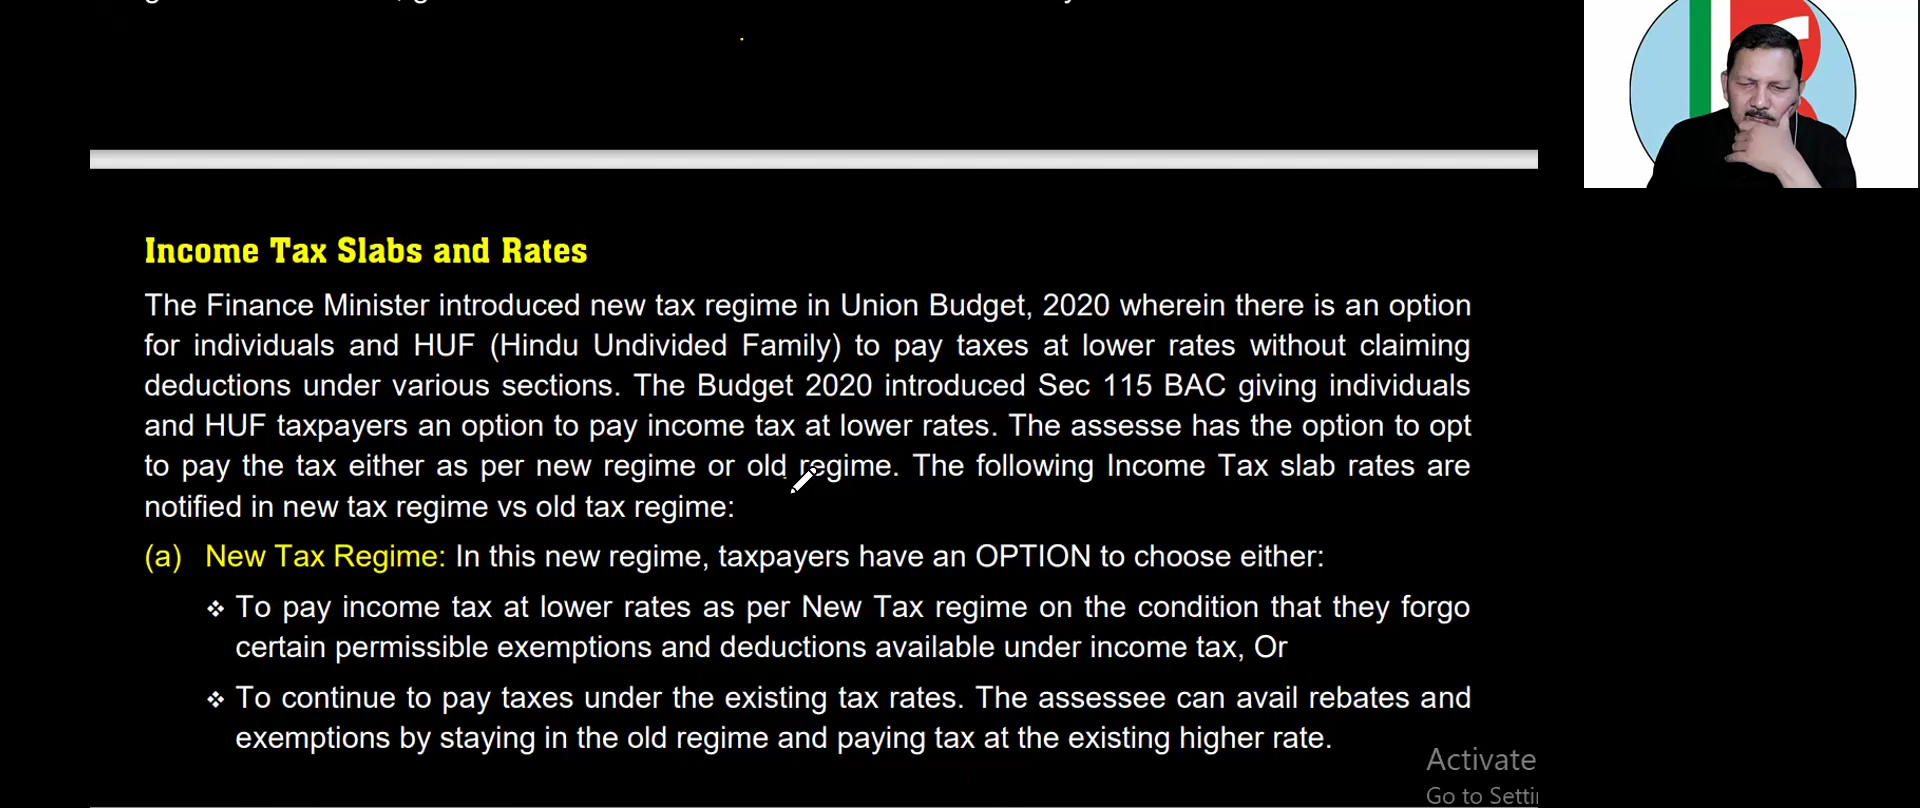 Income Tax Slabs and Rates
The Finance Minister introduced new tax regime in Union Budget, 2020 wherein there is an option
for individuals and HUF (Hindu Undivided Family) to pay taxes at lower rates without claiming
deductions under various sections. The Budget 2020 introduced Sec 115 BAC giving individuals
and HUF taxpayers an option to pay income tax at lower rates. The assesse has the option to opt
to pay the tax either as per new regime or old regime. The following Income Tax slab rates are
notified in new tax regime vs old tax regime:
(a) New Tax Regime: In this new regime, taxpayers have an OPTION to choose either:
❖ To pay income tax at lower rates as per New Tax regime on the condition that they forgo
certain permissible exemptions and deductions available under income tax, Or
❖ To continue to pay taxes under the existing tax rates. The assessee can avail rebates and
exemptions by staying in the old regime and paying tax at the existing higher rate.
Activate
Go to Setti